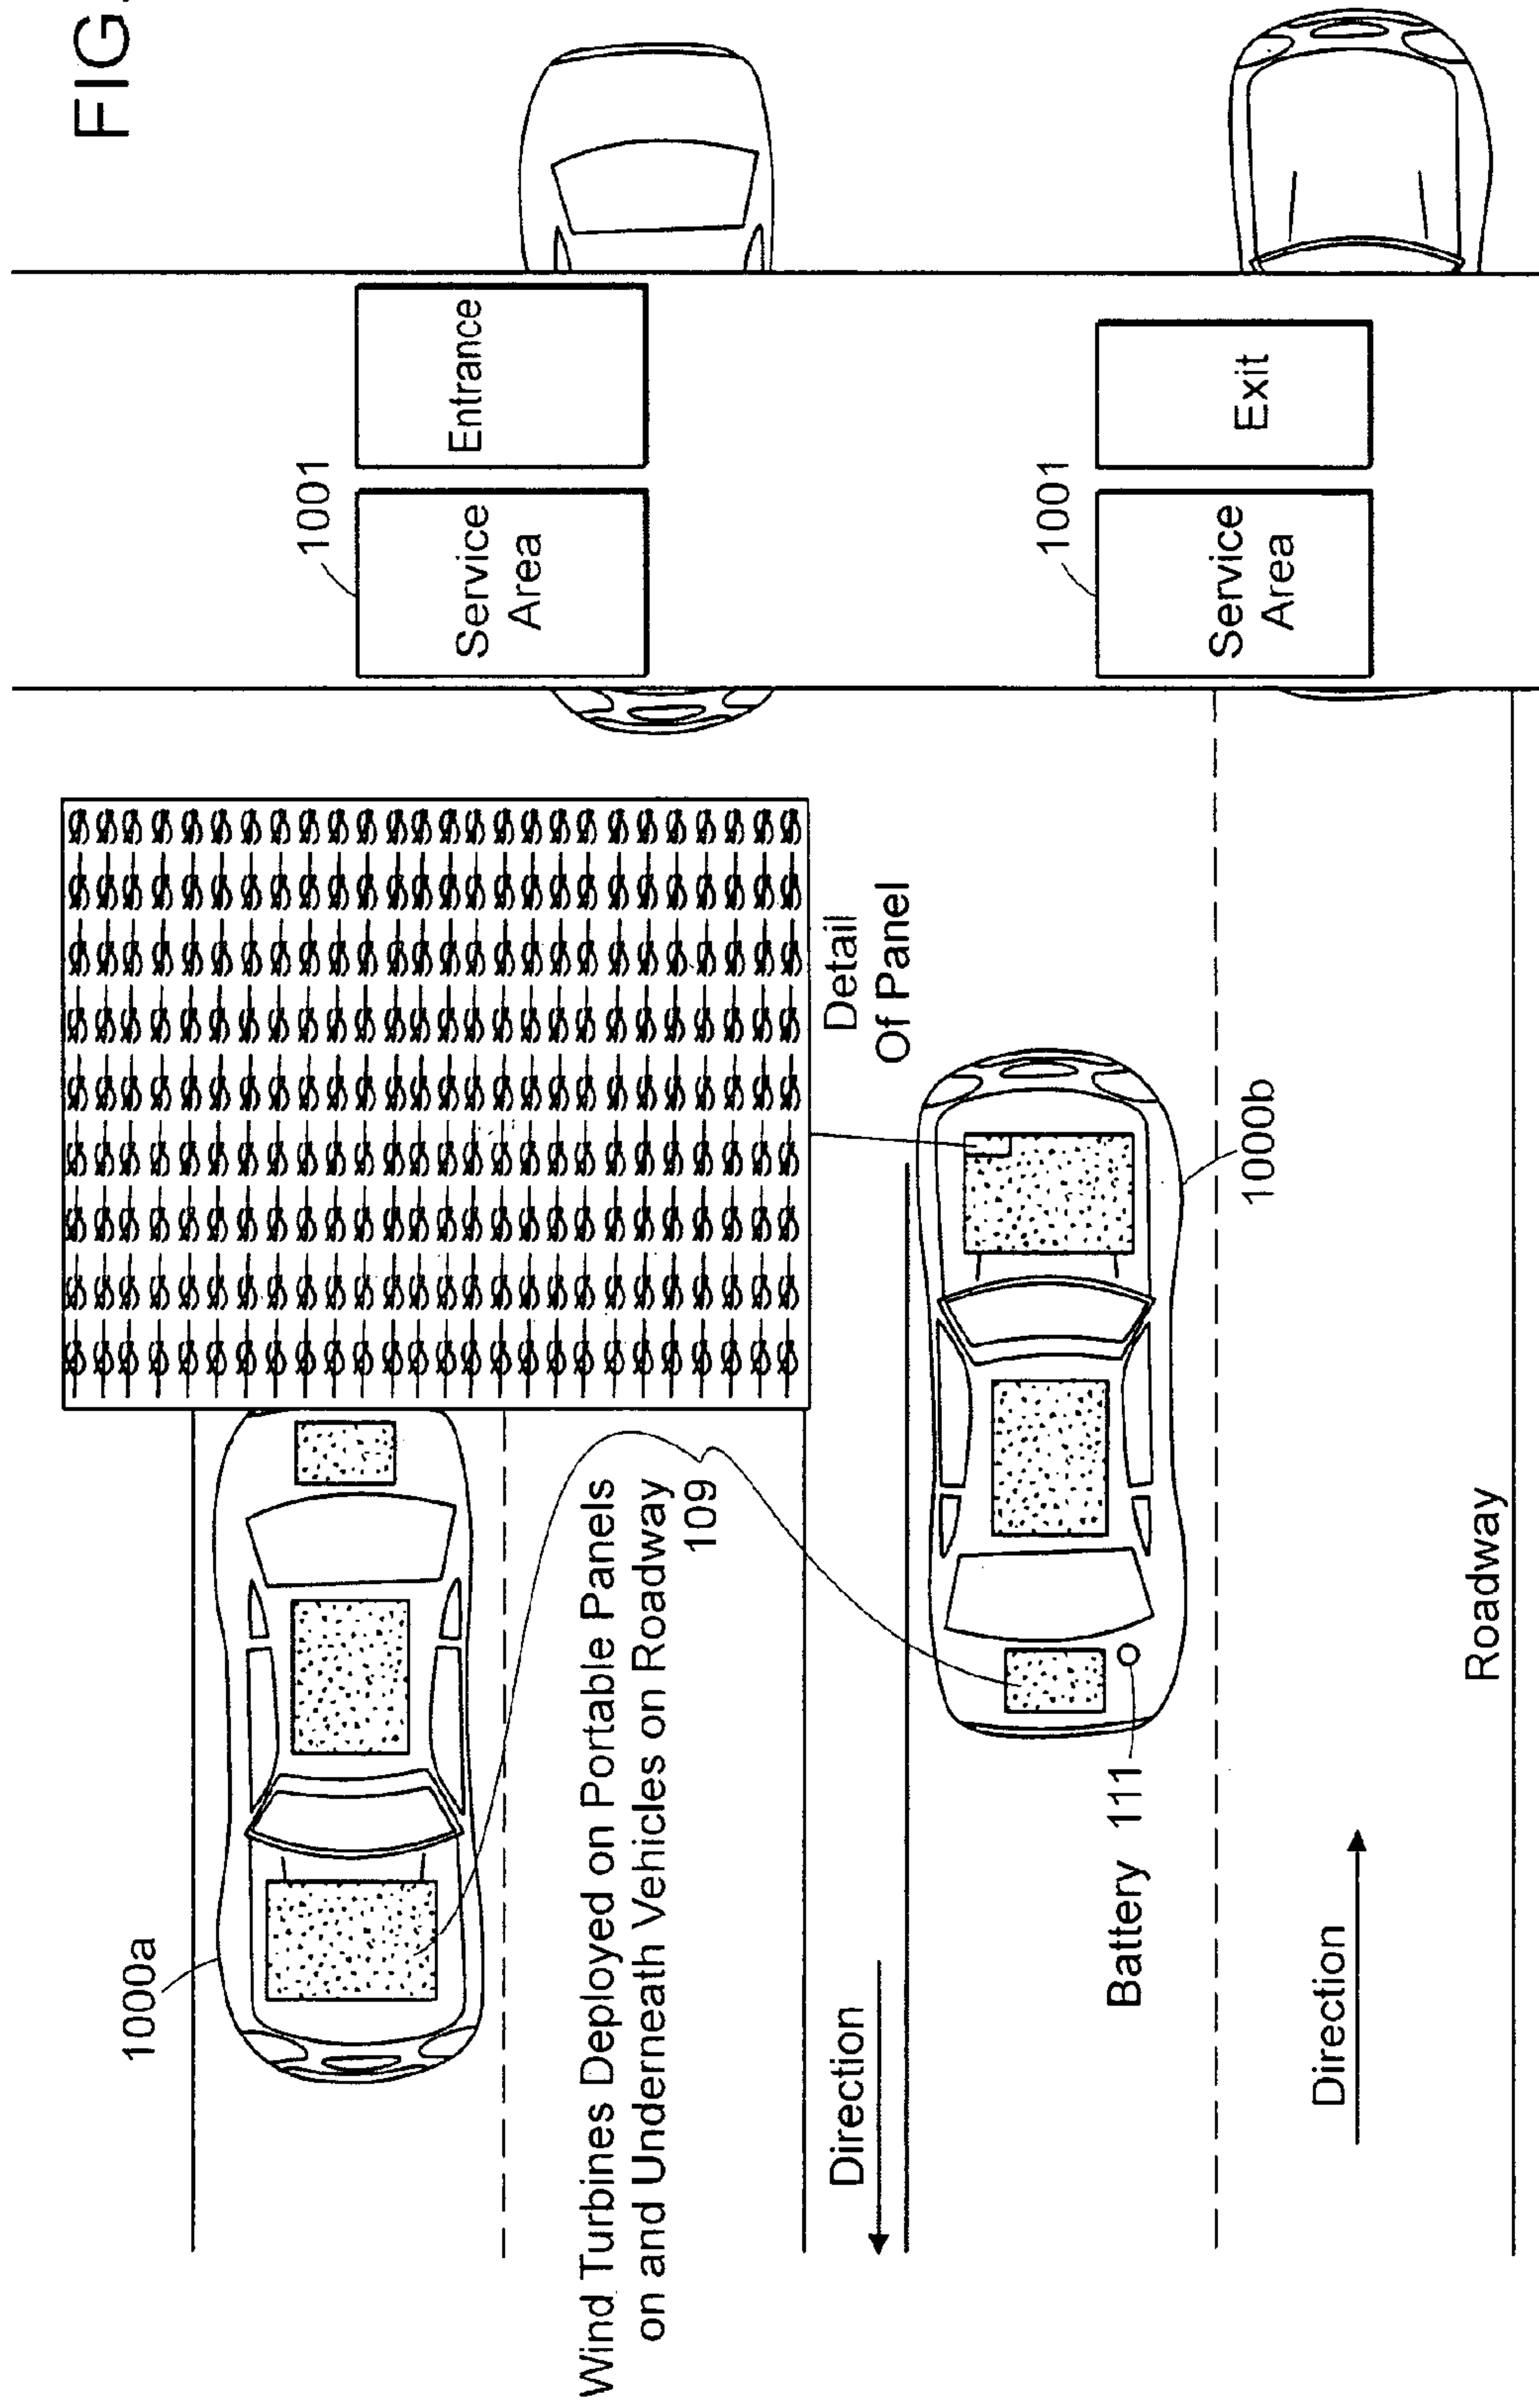 FIG.
Entrance
1001
Service
Area
Exit
1001
Service
Area
Detail
Of Panel
1000a
1000b
Wind Turbines Deployed on Portable Panels
on and Underneath Vehicles on Roadway
109
Direction
Battery 111
Direction
Roadway